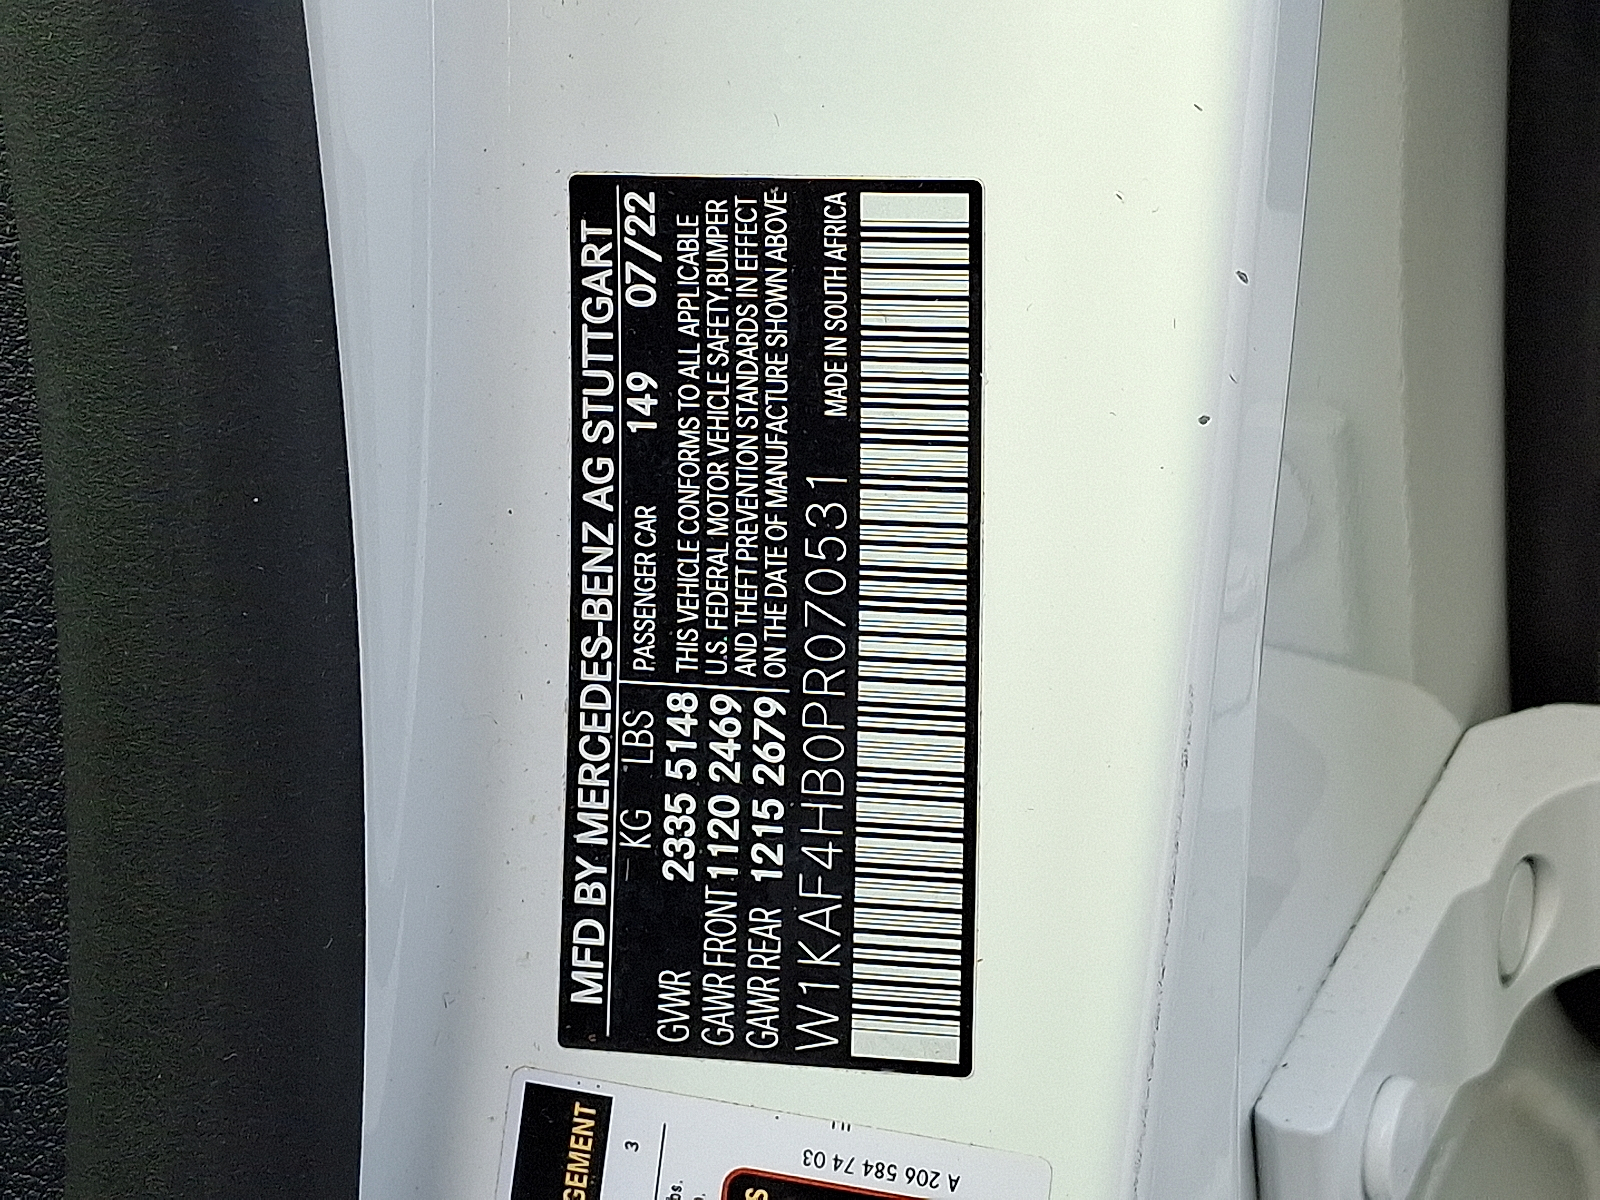 MFD BY MERCEDES-BENZ AG STUTTGART
KG LBS PASSENGER CAR 149 07/22
GVWR 2335 5148
GAWR FRONT 1120 2469
GAWR REAR 1215 2679
THIS VEHICLE CONFORMS TO ALL APPLICABLE
U.S. FEDERAL MOTOR VEHICLE SAFETY,BUMPER
AND THEFT PREVENTION STANDARDS IN EFFECT
ON THE DATE OF MANUFACTURE SHOWN ABOVE
W1KAF4HB0PR070531 MADE IN SOUTH AFRICA
3
A 206 584 74 03